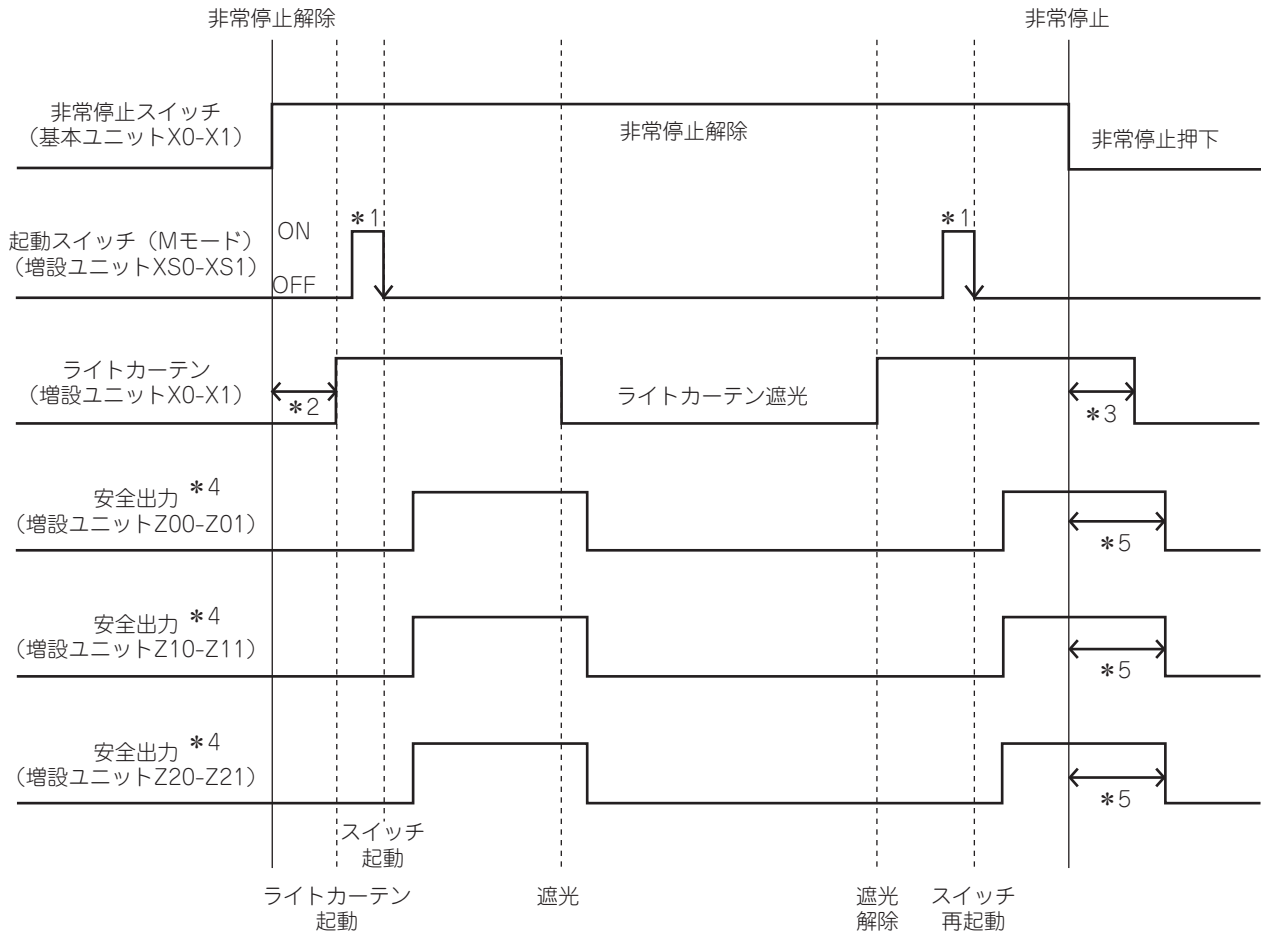 非常停止解除
非常停止
非常停止スイッチ
（基本ユニットX0-X1）
非常停止解除
非常停止押下
起動スイッチ（Mモード）
（増設ユニットXS0-XS1）
ON
OFF
＊1
＊1
ライトカーテン
（増設ユニットX0-X1）
＊2
ライトカーテン遮光
＊3
安全出力 ＊4
（増設ユニットZ00-Z01）
＊5
安全出力 ＊4
（増設ユニットZ10-Z11）
＊5
安全出力 ＊4
（増設ユニットZ20-Z21）
＊5
スイッチ
起動
ライトカーテン
起動
遮光
遮光
解除
スイッチ
再起動